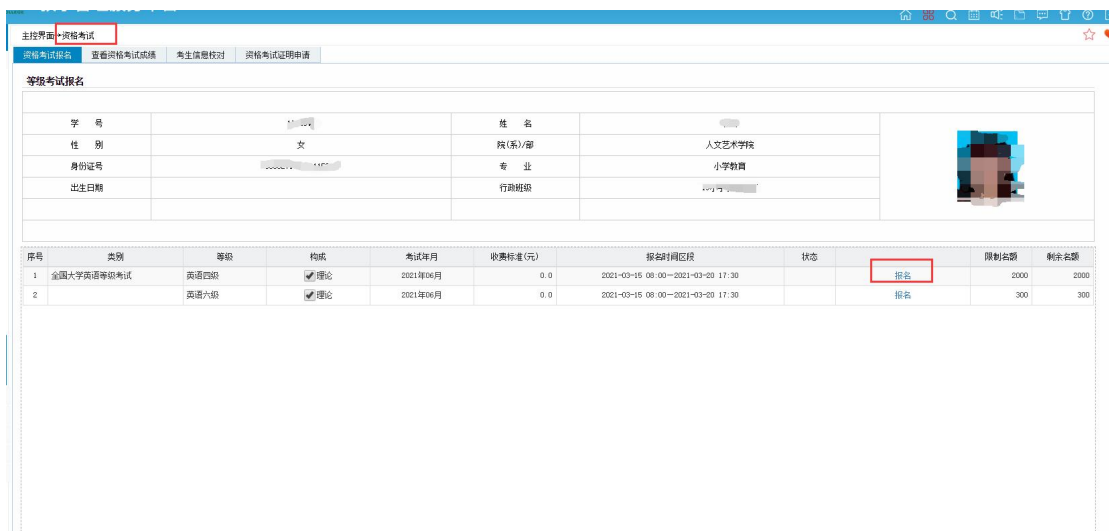 主控界面→资格考试
资格考试报名 查看资格考试成绩 考生信息校对 资格考试证明申请
等级考试报名
学 号 姓 名
性 别 女 院(系)/部 人文艺术学院
身份证号 专 业 小学教育
出生日期 行政班级
序号 类别 等级 构成 考试年月 收费标准(元) 报名时间区段 状态 限制名额 剩余名额
1 全国大学英语等级考试 英语四级 理论 2021年06月 0.0 2021-03-15 08:00—2021-03-20 17:30 报名 2000 2000
2 英语六级 理论 2021年06月 0.0 2021-03-15 08:00—2021-03-20 17:30 报名 300 300